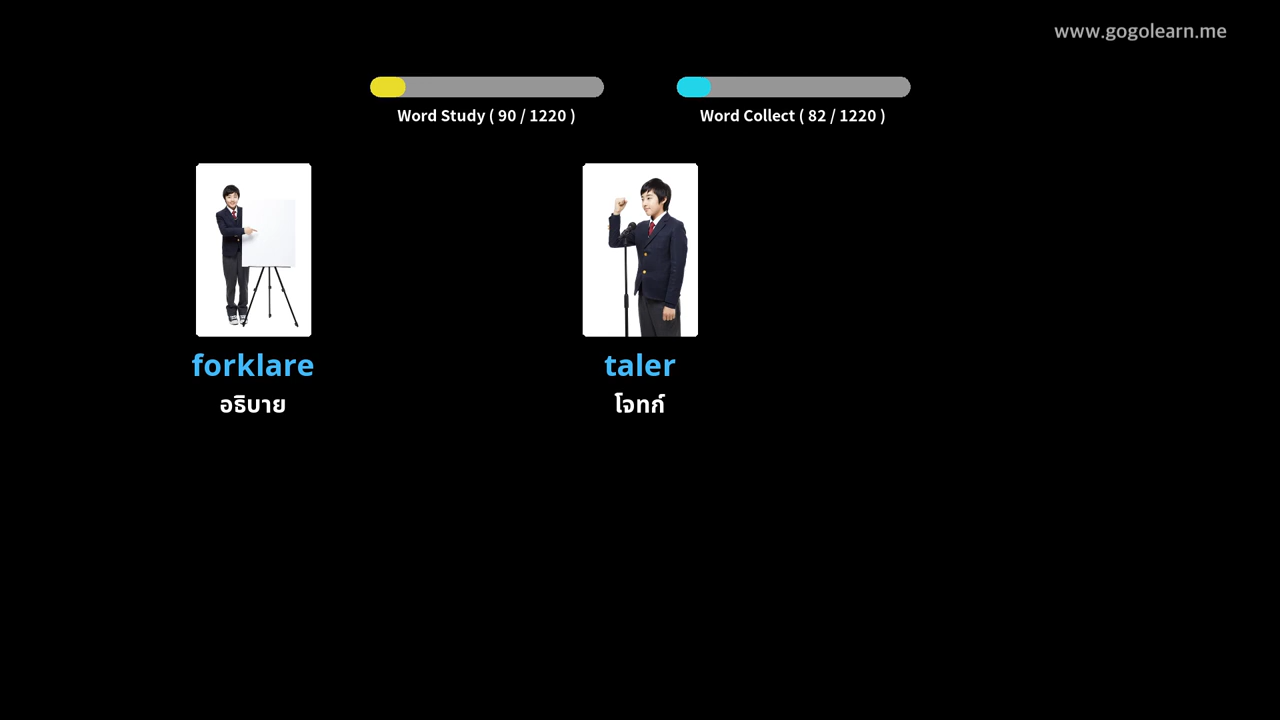 www.gogolearn.me
Word Study ( 90 / 1220 )
Word Collect ( 82 / 1220 )
forklare
อธิบาย
taler
โจทก์